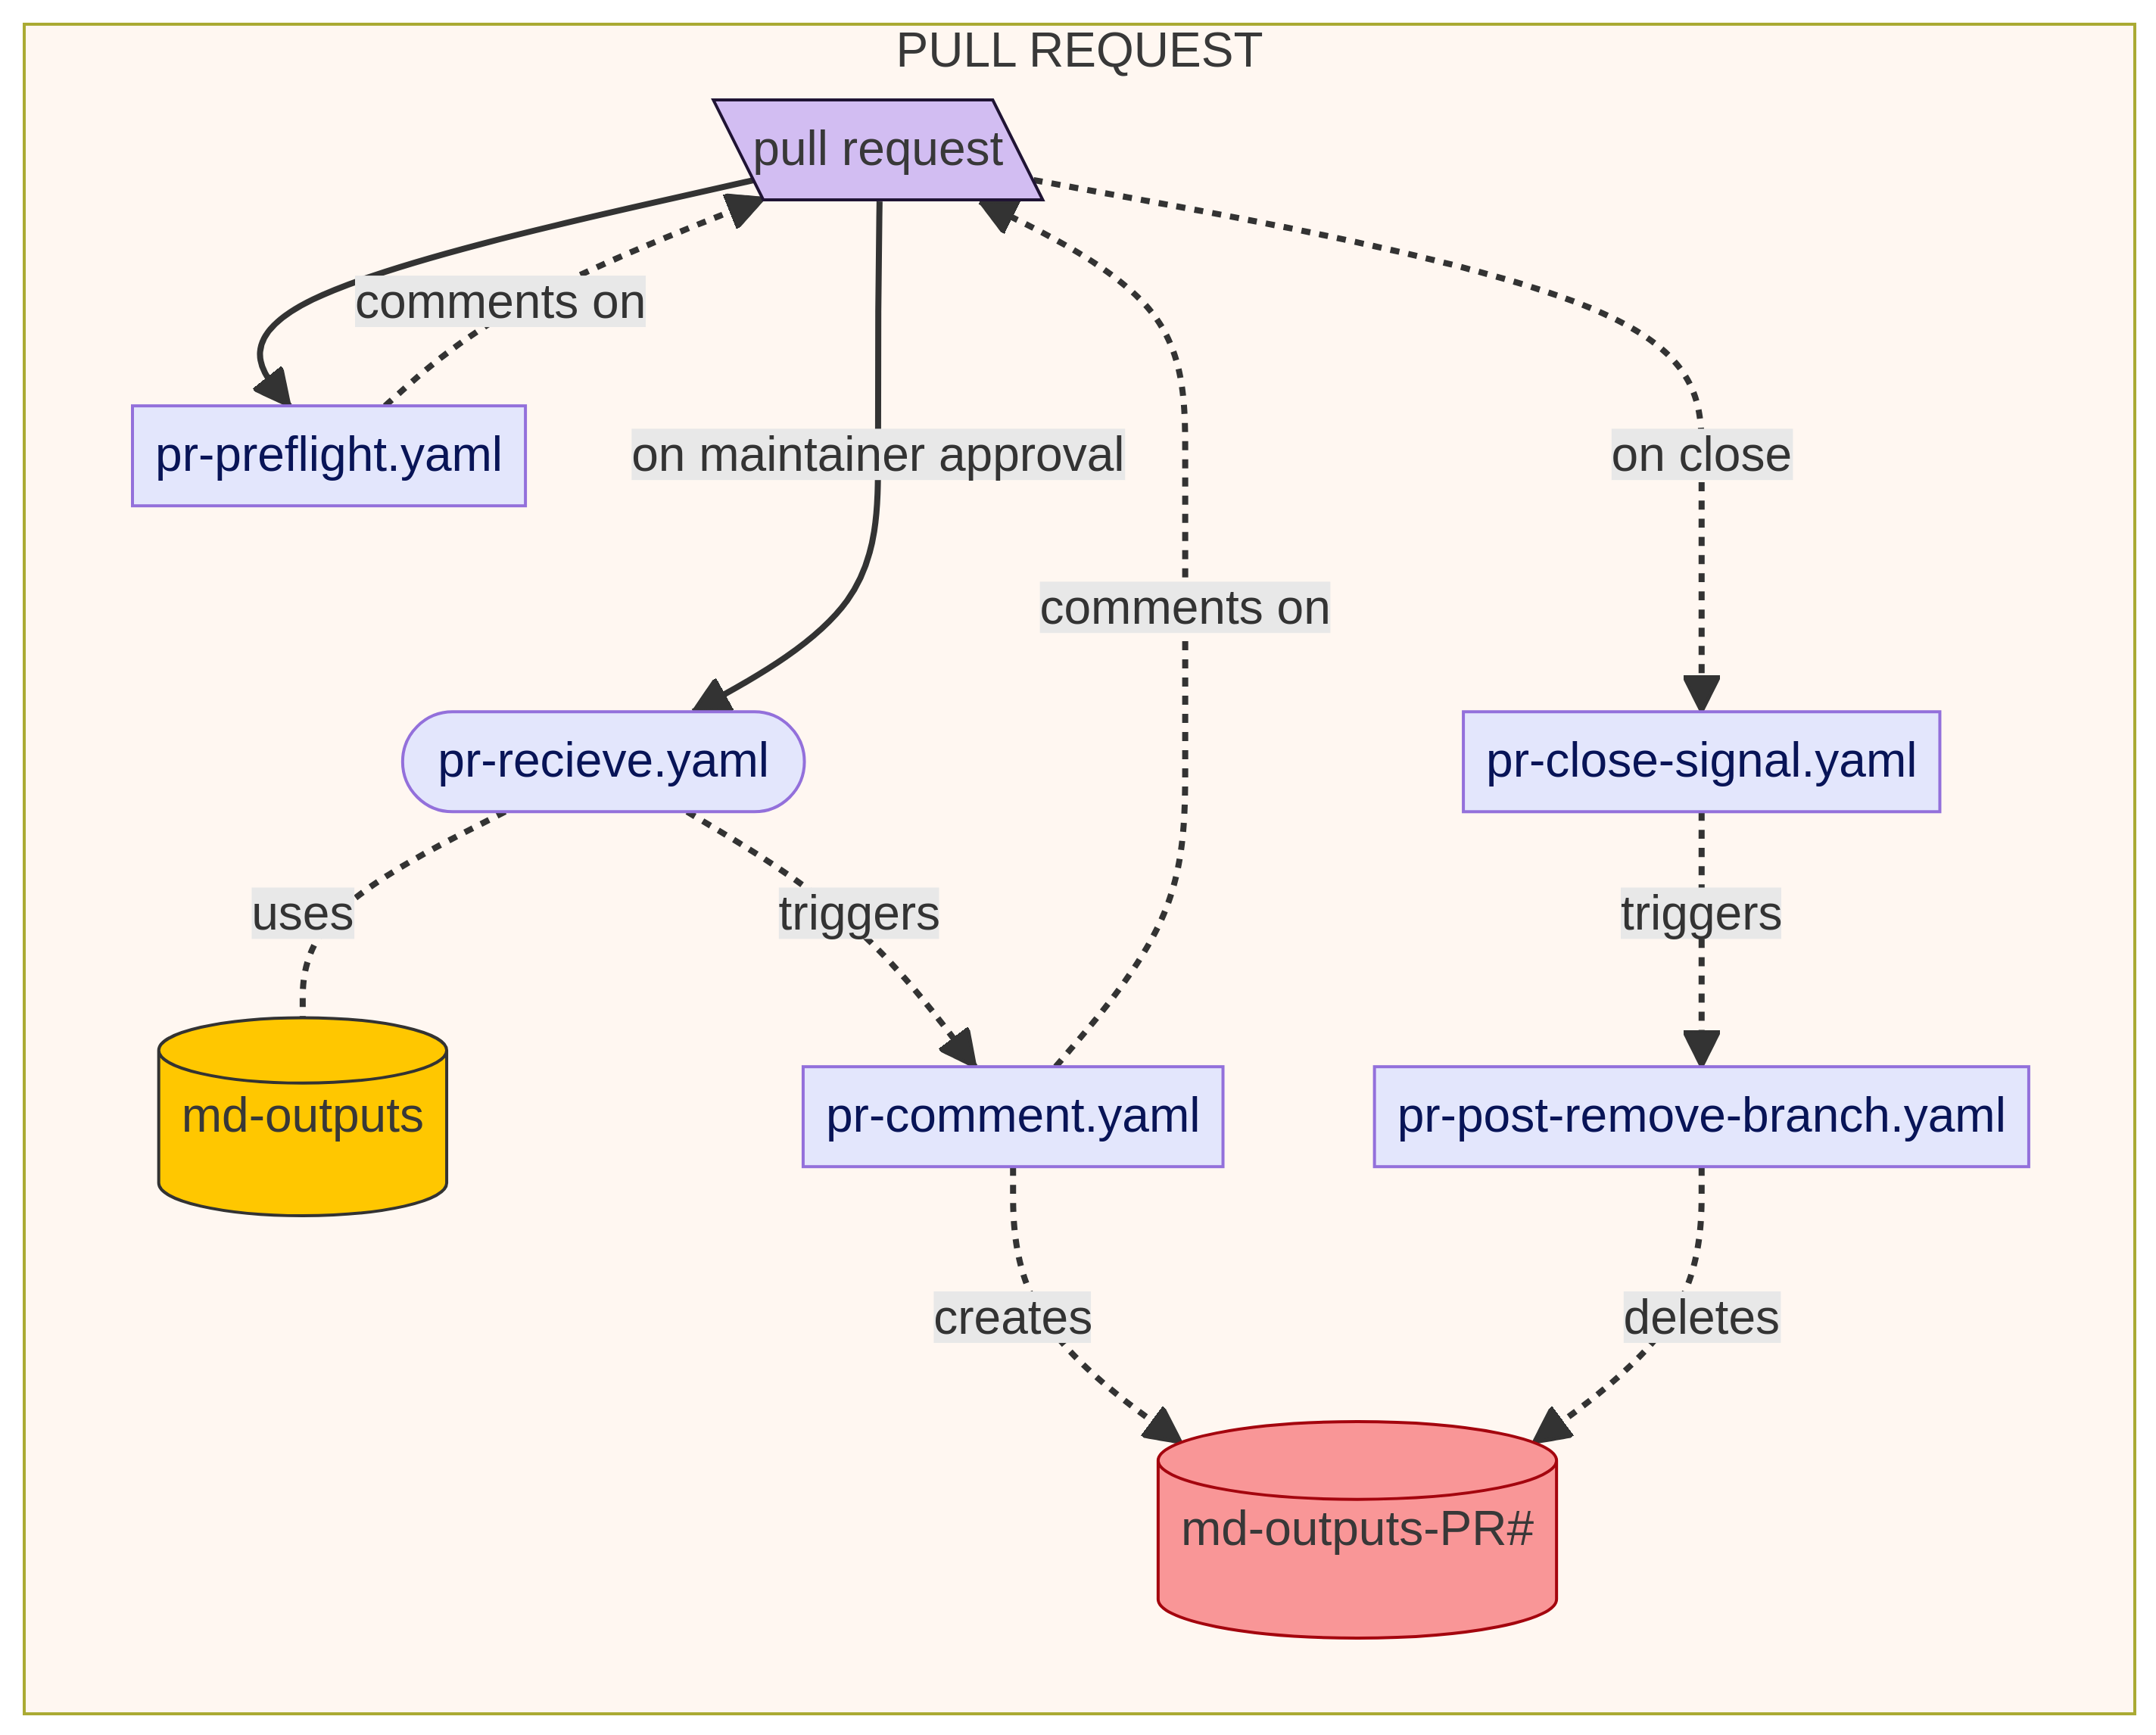 PULL REQUEST
pull request
comments on
pr-preflight.yaml
on maintainer approval
on close
comments on
pr-recieve.yaml
pr-close-signal.yaml
uses
triggers
triggers
md-outputs
pr-comment.yaml
pr-post-remove-branch.yaml
creates
deletes
md-outputs-PR#